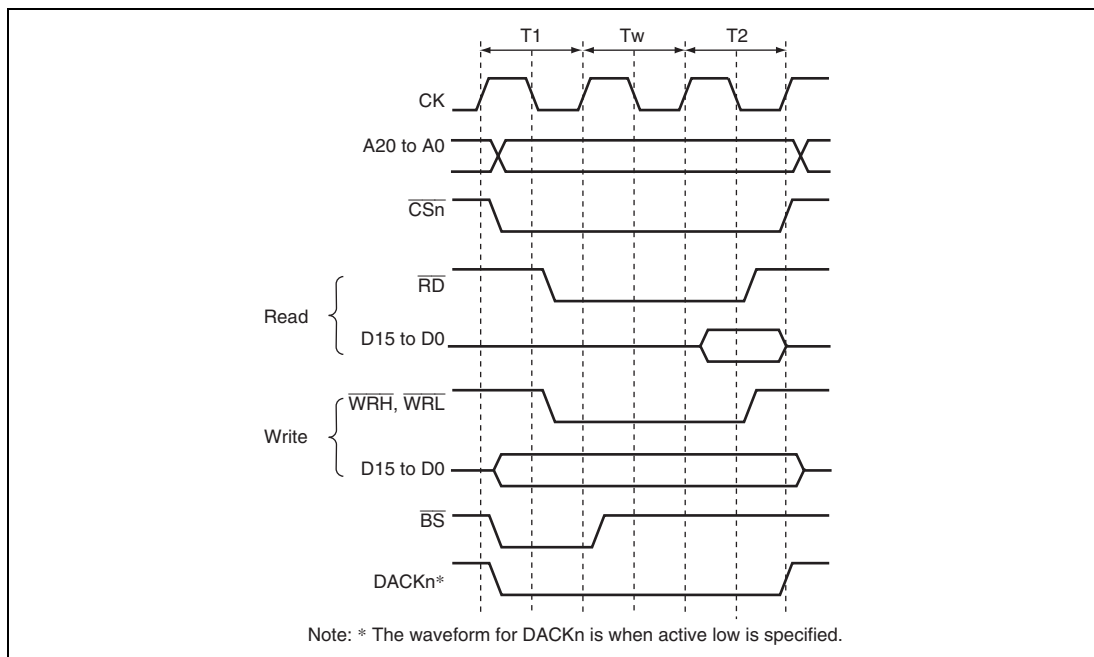 T1 Tw T2
CK
A20 to A0
CSn
RD
Read
D15 to D0
WRH, WRL
Write
D15 to D0
BS
DACKn*
Note: * The waveform for DACKn is when active low is specified.